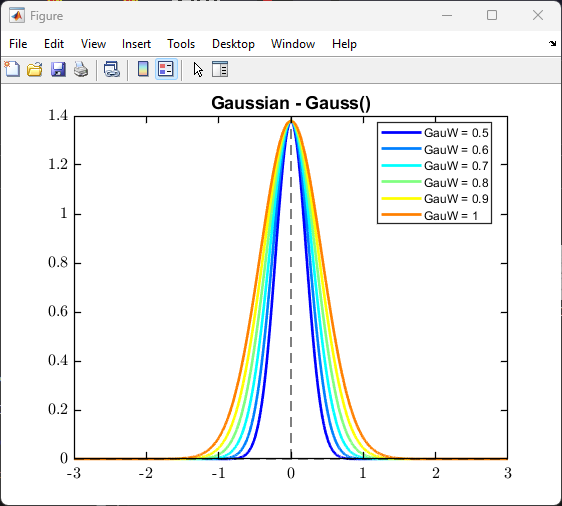 Figure
File Edit View Insert Tools Desktop Window Help
Gaussian - Gauss()
1.4
1.2
1
0.8
0.6
0.4
0.2
0
GauW = 0.5
GauW = 0.6
GauW = 0.7
GauW = 0.8
GauW = 0.9
GauW = 1
-3 -2 -1 0 1 2 3